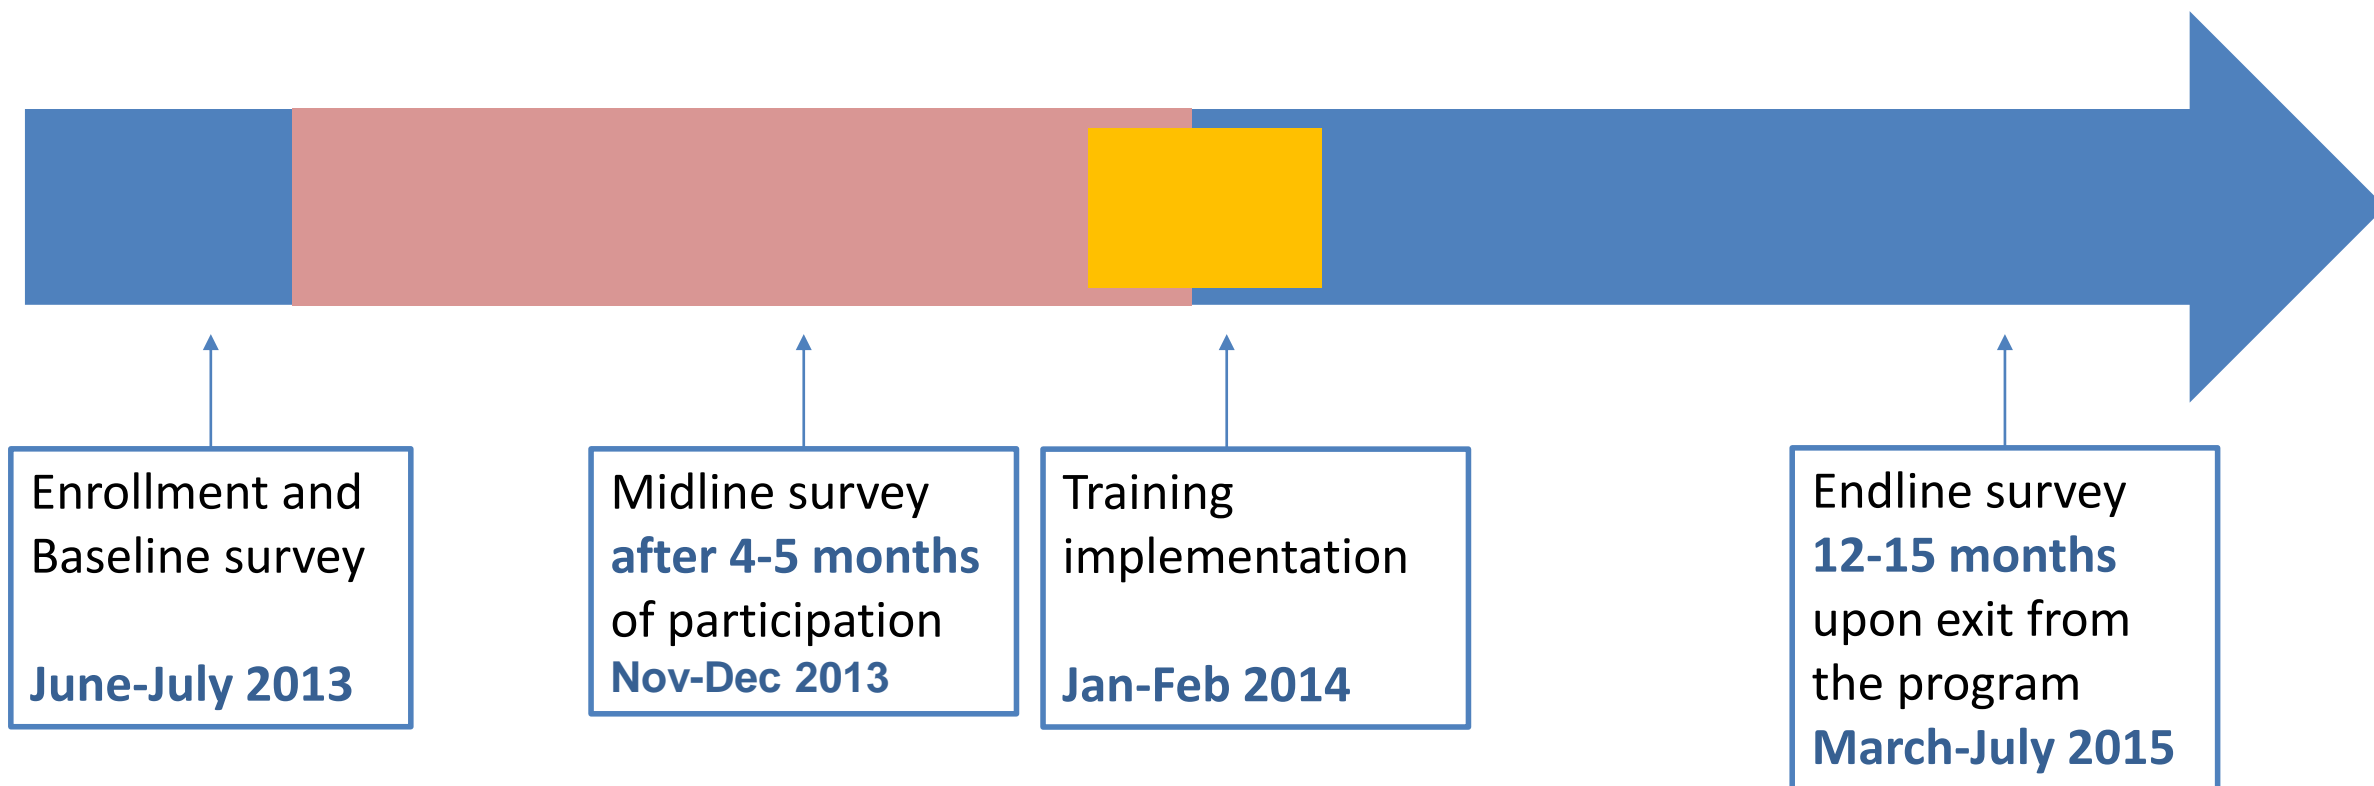 Enrollment and
Baseline survey
June-July 2013
Midline survey
after 4-5 months
of participation
Nov-Dec 2013
Training
implementation
Jan-Feb 2014
Endline survey
12-15 months
upon exit from
the program
March-July 2015